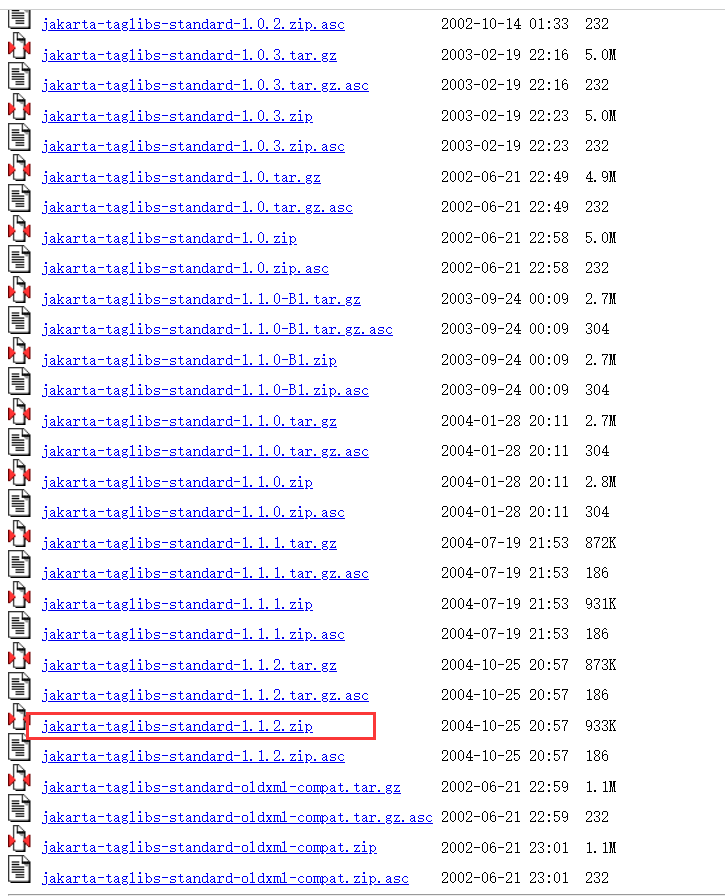 jakarta-taglibs-standard-1.0.2.zip.asc 2002-10-14 01:33 232
jakarta-taglibs-standard-1.0.3.tar.gz 2003-02-19 22:16 5.0M
jakarta-taglibs-standard-1.0.3.tar.gz.asc 2003-02-19 22:16 232
jakarta-taglibs-standard-1.0.3.zip 2003-02-19 22:23 5.0M
jakarta-taglibs-standard-1.0.3.zip.asc 2003-02-19 22:23 232
jakarta-taglibs-standard-1.0.tar.gz 2002-06-21 22:49 4.9M
jakarta-taglibs-standard-1.0.tar.gz.asc 2002-06-21 22:49 232
jakarta-taglibs-standard-1.0.zip 2002-06-21 22:58 5.0M
jakarta-taglibs-standard-1.0.zip.asc 2002-06-21 22:58 232
jakarta-taglibs-standard-1.1.0-B1.tar.gz 2003-09-24 00:09 2.7M
jakarta-taglibs-standard-1.1.0-B1.tar.gz.asc 2003-09-24 00:09 304
jakarta-taglibs-standard-1.1.0-B1.zip 2003-09-24 00:09 2.7M
jakarta-taglibs-standard-1.1.0-B1.zip.asc 2003-09-24 00:09 304
jakarta-taglibs-standard-1.1.0.tar.gz 2004-01-28 20:11 2.7M
jakarta-taglibs-standard-1.1.0.tar.gz.asc 2004-01-28 20:11 304
jakarta-taglibs-standard-1.1.0.zip 2004-01-28 20:11 2.8M
jakarta-taglibs-standard-1.1.0.zip.asc 2004-01-28 20:11 304
jakarta-taglibs-standard-1.1.1.tar.gz 2004-07-19 21:53 872K
jakarta-taglibs-standard-1.1.1.tar.gz.asc 2004-07-19 21:53 186
jakarta-taglibs-standard-1.1.1.zip 2004-07-19 21:53 931K
jakarta-taglibs-standard-1.1.1.zip.asc 2004-07-19 21:53 186
jakarta-taglibs-standard-1.1.2.tar.gz 2004-10-25 20:57 873K
jakarta-taglibs-standard-1.1.2.tar.gz.asc 2004-10-25 20:57 186
jakarta-taglibs-standard-1.1.2.zip 2004-10-25 20:57 933K
jakarta-taglibs-standard-1.1.2.zip.asc 2004-10-25 20:57 186
jakarta-taglibs-standard-oldxml-compat.tar.gz 2002-06-21 22:59 1.1M
jakarta-taglibs-standard-oldxml-compat.tar.gz.asc 2002-06-21 22:59 232
jakarta-taglibs-standard-oldxml-compat.zip 2002-06-21 23:01 1.1M
jakarta-taglibs-standard-oldxml-compat.zip.asc 2002-06-21 23:01 232